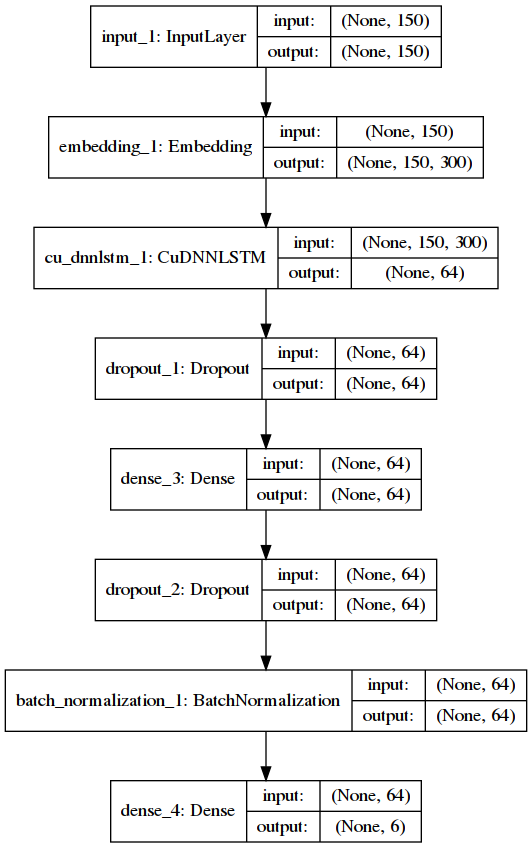 input_1: InputLayer
input: (None, 150)
output: (None, 150)
embedding_1: Embedding
input: (None, 150)
output: (None, 150, 300)
cu_dnnlstm_1: CuDNNLSTM
input: (None, 150, 300)
output: (None, 64)
dropout_1: Dropout
input: (None, 64)
output: (None, 64)
dense_3: Dense
input: (None, 64)
output: (None, 64)
dropout_2: Dropout
input: (None, 64)
output: (None, 64)
batch_normalization_1: BatchNormalization
input: (None, 64)
output: (None, 64)
dense_4: Dense
input: (None, 64)
output: (None, 6)